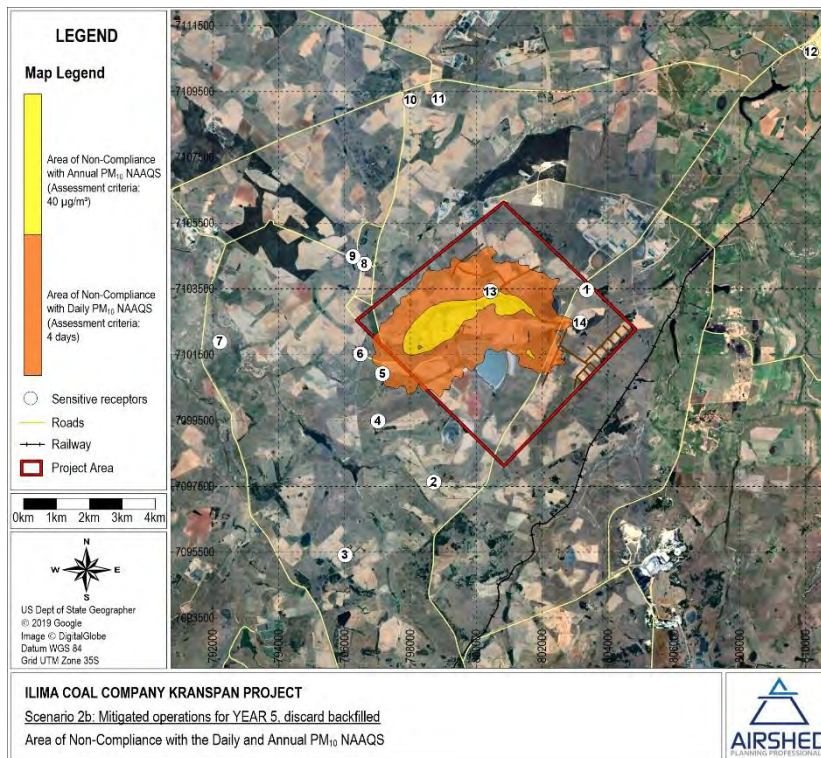 LEGEND
Map Legend
Area of Non-Compliance
with Annual PM₁₀ NAAQS
(Assessment criteria:
40 µg/m³)
Area of Non-Compliance
with Daily PM₁₀ NAAQS
(Assessment criteria:
4 days)
Sensitive receptors
Roads
Railway
Project Area
0km 1km 2km 3km 4km
N
W E
S
US Dept of State Geographer
© 2019 Google
Image © DigitalGlobe
Datum WGS 84
Grid UTM Zone 35S
7111500
12
7109500
10 11
7107500
7105500
9
8
7103500
13 1
14
7101500
7
6
5
7099500
4
7097500
2
7095500
3
792000 794000 796000 798000 802000 804000
ILIMA COAL COMPANY KRANSPAN PROJECT
Scenario 2b: Mitigated operations for YEAR 5, discard backfilled
Area of Non-Compliance with the Daily and Annual PM₁₀ NAAQS
AIRSHED
PLANNING PROFESSIONALS